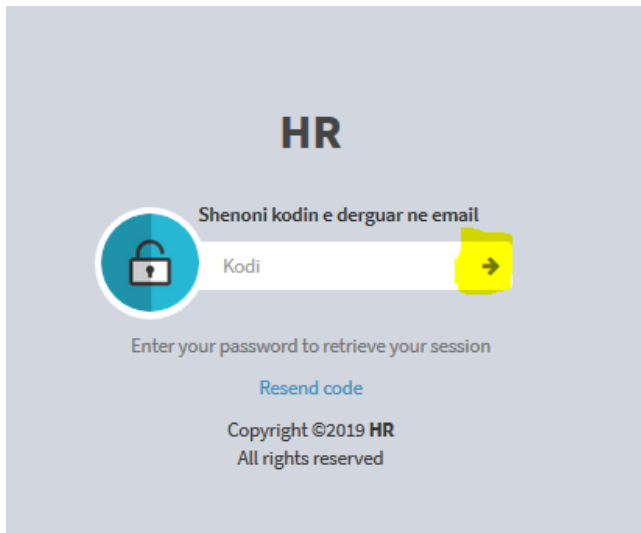 HR
Shenoni kodin e derguar ne email
Kodi
Enter your password to retrieve your session
Resend code
Copyright ©2019 HR
All rights reserved